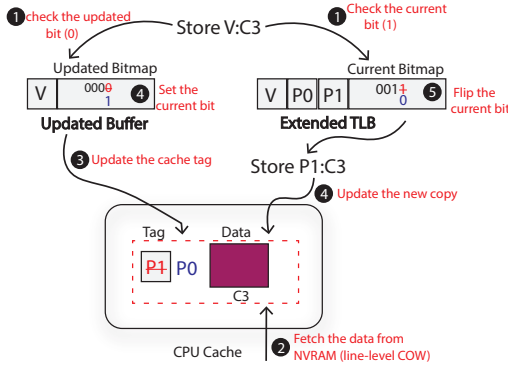 1 check the updated
bit (0)
Store V:C3
1 Check the current
bit (1)
Updated Bitmap
V 0000 4 Set the
1 current bit
Updated Buffer
Current Bitmap
V P0 P1 0011 5 Flip the
0 current bit
Extended TLB
3 Update the cache tag
Store P1:C3
4 Update the new copy
Tag Data
P1 P0
C3
CPU Cache
2 Fetch the data from
NVRAM (line-level COW)